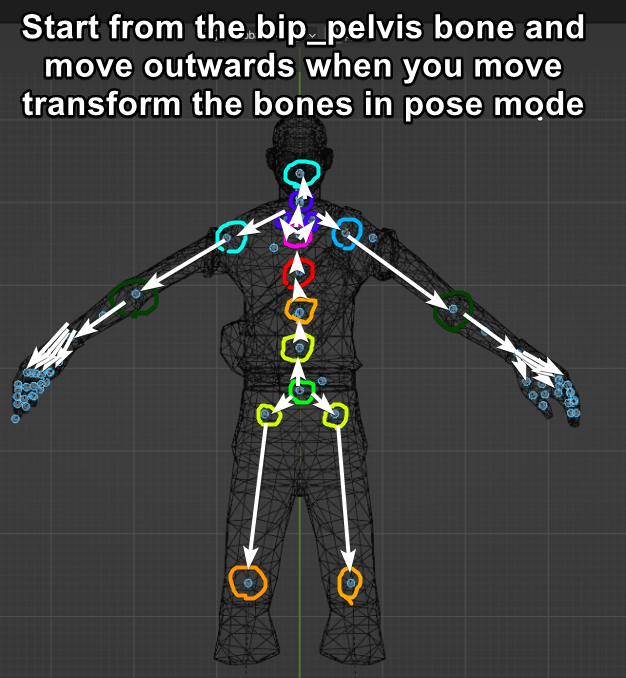 Start from the bip_pelvis bone and
move outwards when you move
transform the bones in pose mode